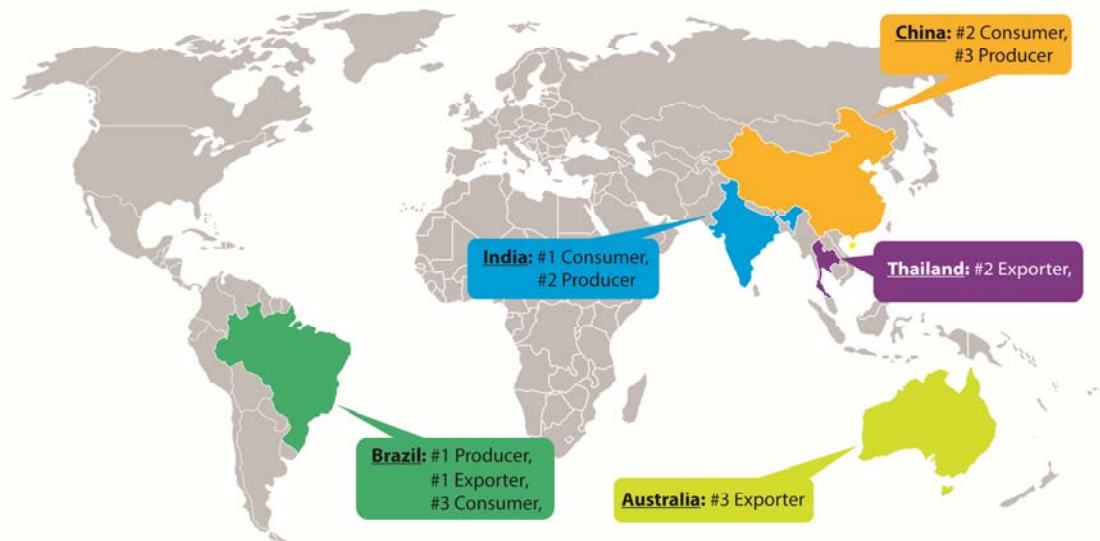 China: #2 Consumer,
#3 Producer
India: #1 Consumer,
#2 Producer
Thailand: #2 Exporter,
Brazil: #1 Producer,
#1 Exporter,
#3 Consumer,
Australia: #3 Exporter